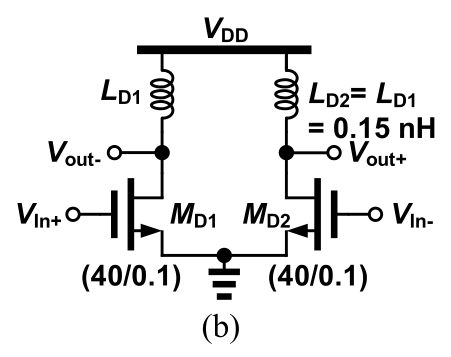 VDD
LD1
LD2= LD1
= 0.15 nH
Vout-
Vout+
VIn+
MD1
MD2
VIn-
(40/0.1)
(40/0.1)
(b)